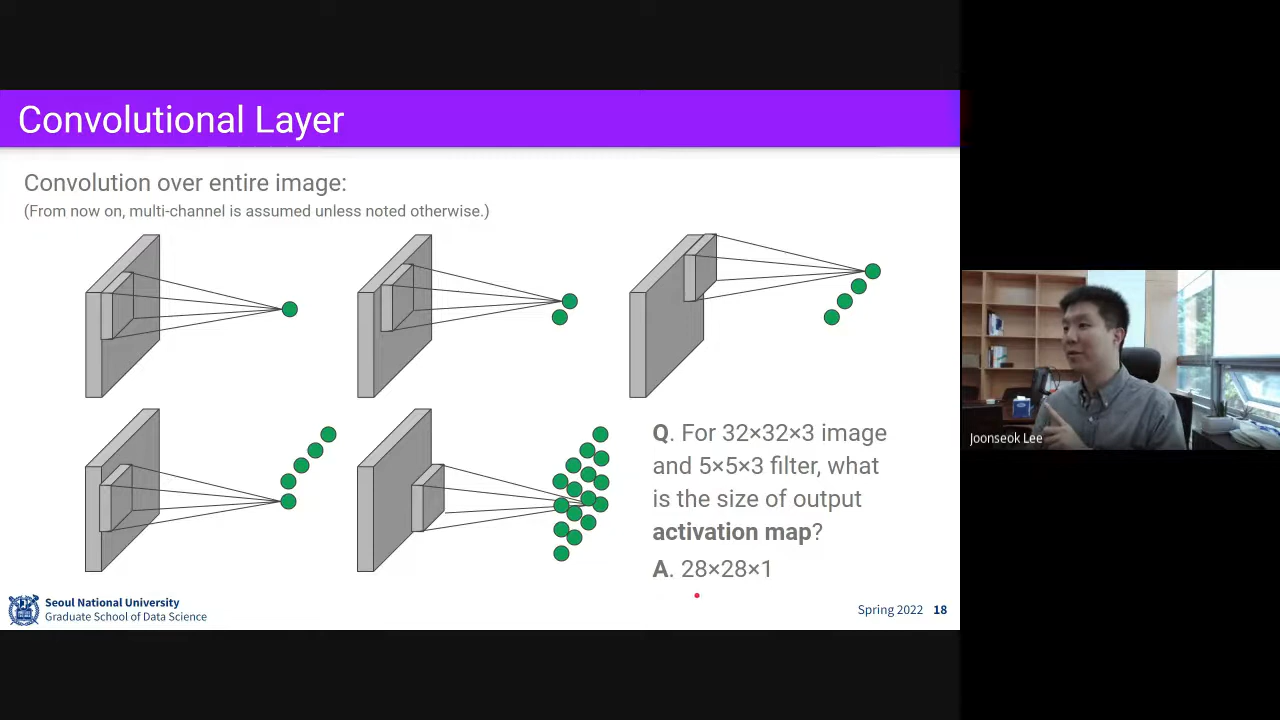 Convolutional Layer
Convolution over entire image:
(From now on, multi-channel is assumed unless noted otherwise.)
Q. For 32×32×3 image
and 5×5×3 filter, what
is the size of output
activation map?
A. 28×28×1
Seoul National University
Graduate School of Data Science
Spring 2022 18
Joonseok Lee